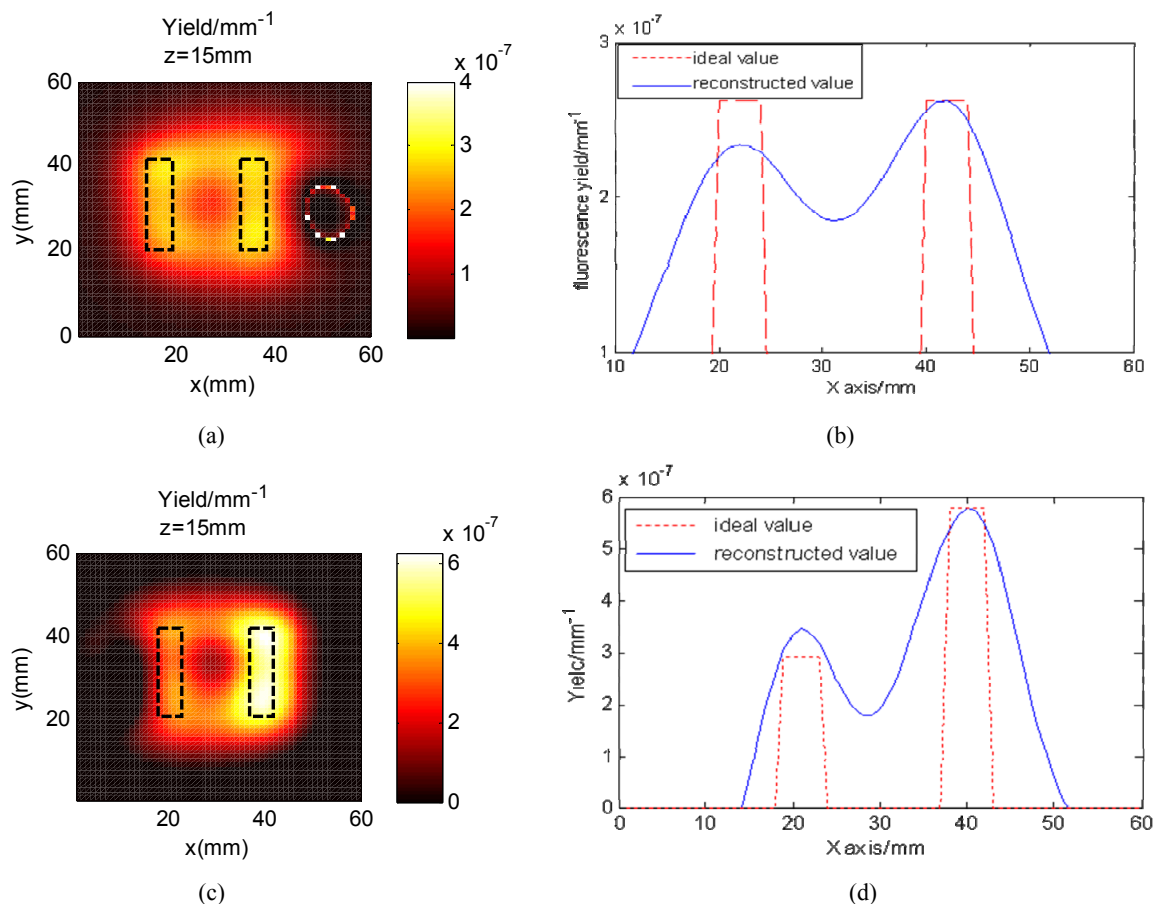 Yield/mm-1
z=15mm
x 10-7
60
40
20
0
y(mm)
20
40
60
x(mm)
4
3
2
1
(a)
x 10-7
3
2
1
fluorescence yield/mm-1
ideal value
reconstructed value
10
20
30
40
50
60
X axis/mm
(b)
Yield/mm-1
z=15mm
x 10-7
60
40
20
0
y(mm)
20
40
60
x(mm)
6
4
2
0
(c)
x 10-7
6
5
4
3
2
1
0
Yielc/mm-1
ideal value
reconstructed value
0
10
20
30
40
50
60
X axis/mm
(d)